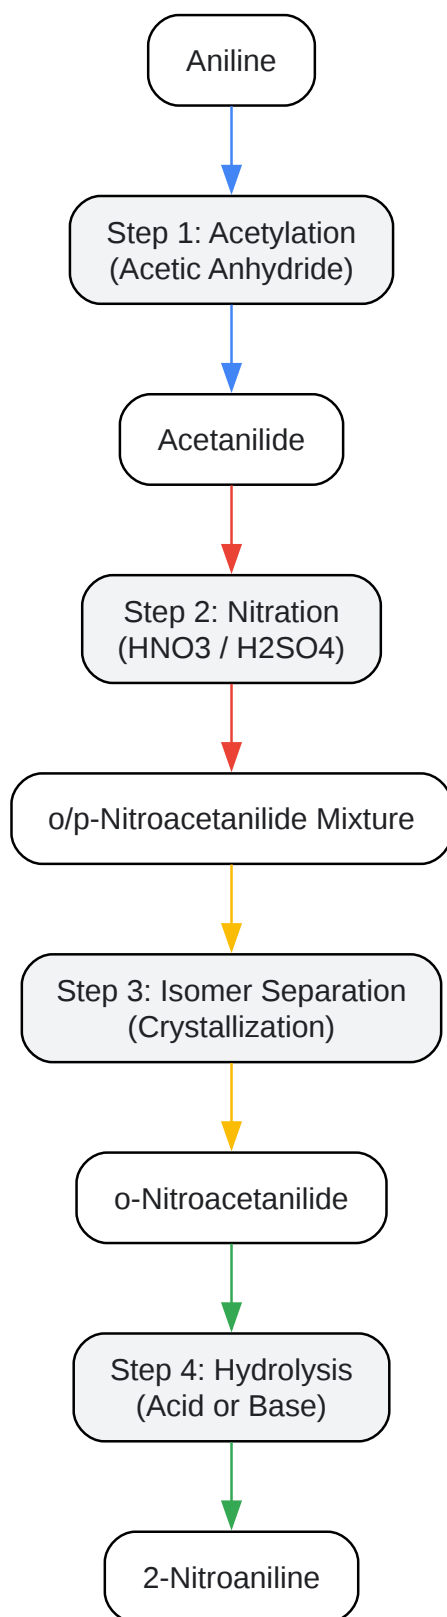 Aniline
Step 1: Acetylation
(Acetic Anhydride)
Acetanilide
Step 2: Nitration
(HNO3 / H2SO4)
o/p-Nitroacetanilide Mixture
Step 3: Isomer Separation
(Crystallization)
o-Nitroacetanilide
Step 4: Hydrolysis
(Acid or Base)
2-Nitroaniline